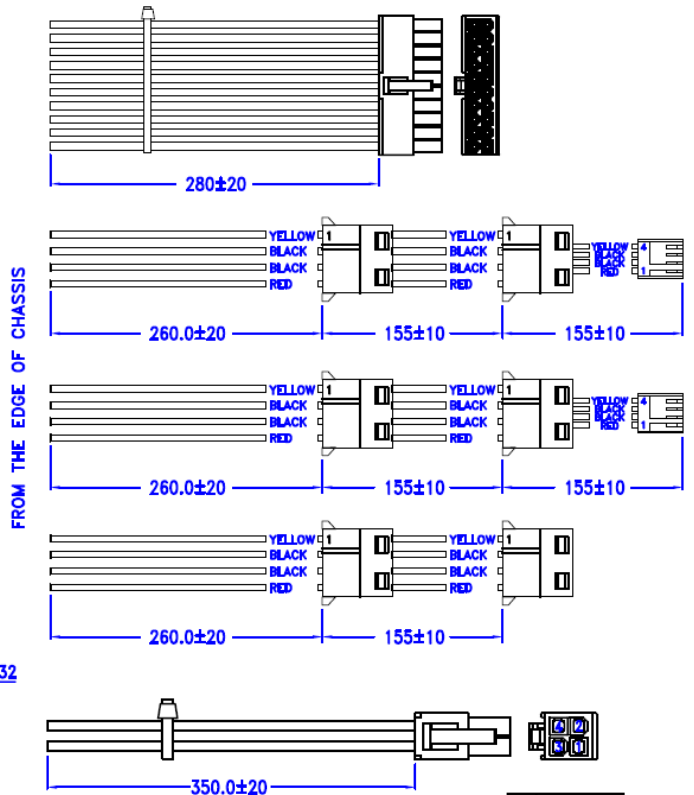 280±20
FROM THE EDGE OF CHASSIS
YELLOW 1 YELLOW 1 YELLOW 4
BLACK BLACK BLACK
BLACK BLACK BLACK
RED RED RED 1
260.0±20 155±10 155±10
YELLOW 1 YELLOW 1 YELLOW 4
BLACK BLACK BLACK
BLACK BLACK BLACK
RED RED RED 1
260.0±20 155±10 155±10
YELLOW 1 YELLOW
BLACK BLACK
BLACK BLACK
RED RED
260.0±20 155±10
32
4 2
3 1
350.0±20